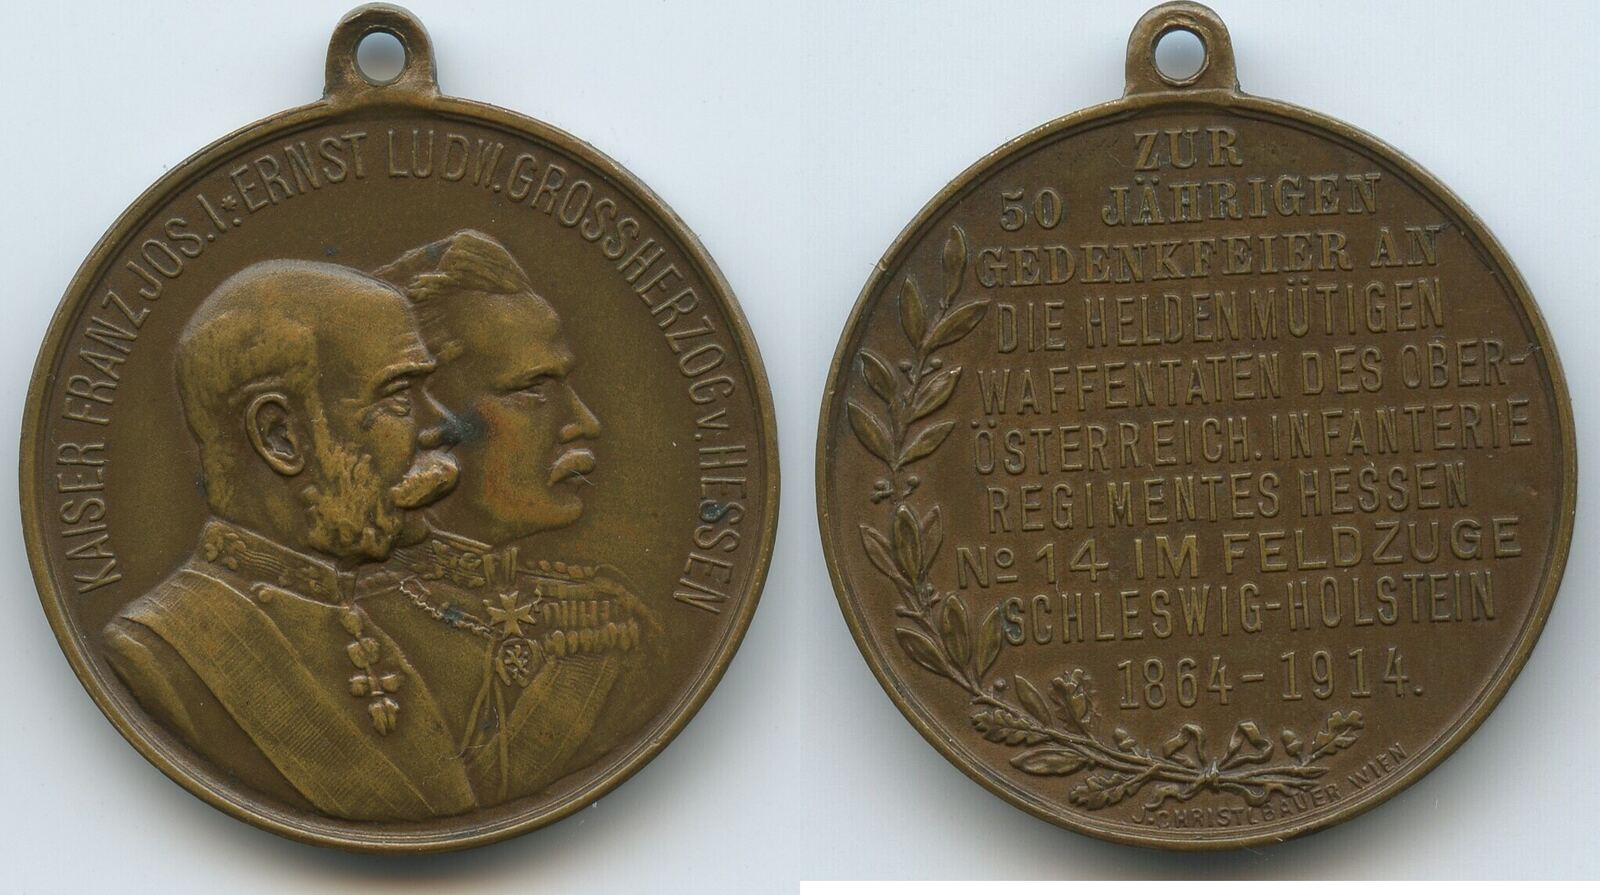 KAISER FRANZ JOS. I * ERNST LUDW. GROSSHERZOG v. HESSEN
ZUR
50 JÄHRIGEN
GEDENKFEIER AN
DIE HELDENMÜTIGEN
WAFFENTATEN DES OBER-
ÖSTERREICH. INFANTERIE
REGIMENTES HESSEN
No 14 IM FELDZUGE
SCHLESWIG-HOLSTEIN
1864-1914.
J. CHRISTLBAUER WIEN